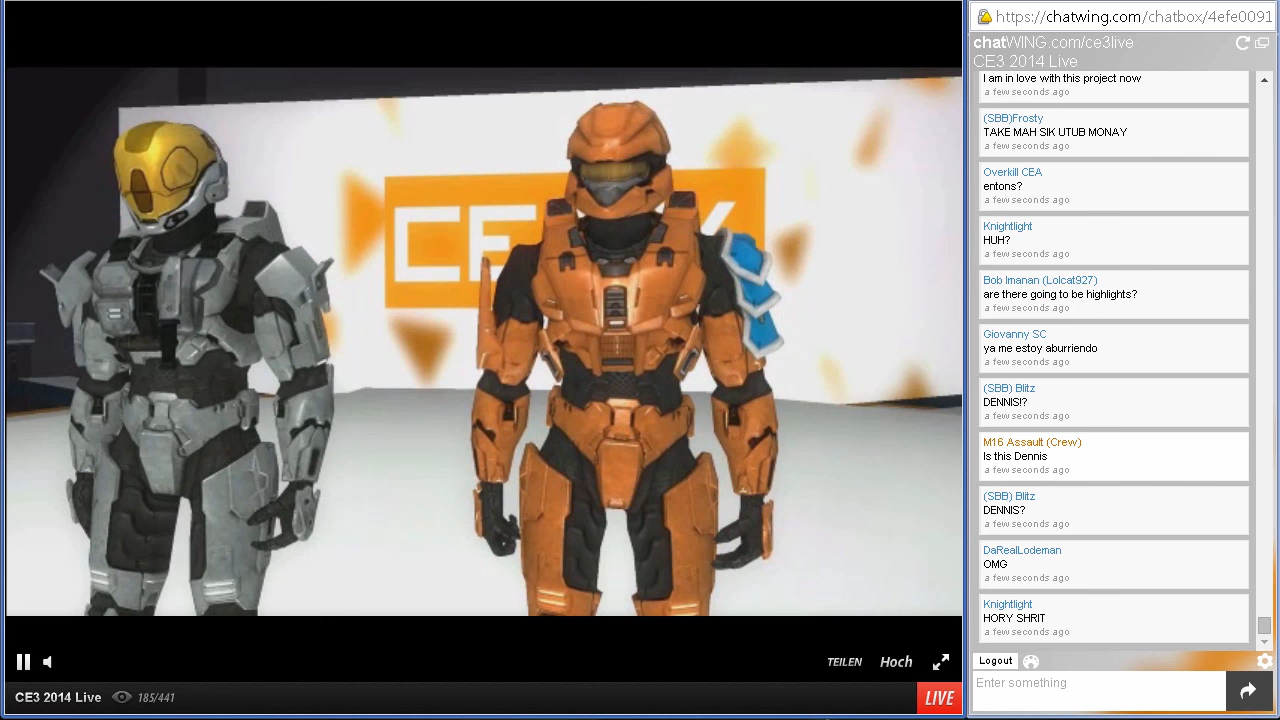 CE
TEILEN
Hoch
CE3 2014 Live
185/441
LIVE
https://chatwing.com/chatbox/4efe0091
chatWING.com/ce3live
CE3 2014 Live
I am in love with this project now
a few seconds ago
(SBB)Frosty
TAKE MAH SIK UTUB MONAY
a few seconds ago
Overkill CEA
entons?
a few seconds ago
Knightlight
HUH?
a few seconds ago
Bob Imanard(Lolcat927)
are there going to be highlights?
a few seconds ago
Giovanny SC
ya me estoy aburriendo
a few seconds ago
(SBB) Blitz
DENNIS!?
a few seconds ago
M16 Assault (Crew)
Is this Dennis
a few seconds ago
(SBB) Blitz
DENNIS?
a few seconds ago
DaRealLodeman
OMG
a few seconds ago
Knightlight
HORY SHRIT
a few seconds ago
Logout
Enter something